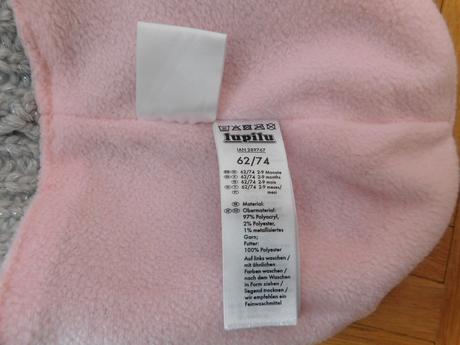 lupilu
IAN 289767
62/74
62/74 2-9 Monate
62/74 2-9 months
62/74 2-9 mois
62/74 2-9 meses/
mesi
Material:
Obermaterial:
97% Polyacryl,
2% Polyester,
1% metallisiertes
Garn;
Futter:
100% Polyester
Auf links waschen /
mit ähnlichen
Farben waschen /
nach dem Waschen
in Form ziehen /
liegend trocknen /
wir empfehlen ein
Feinwaschmittel